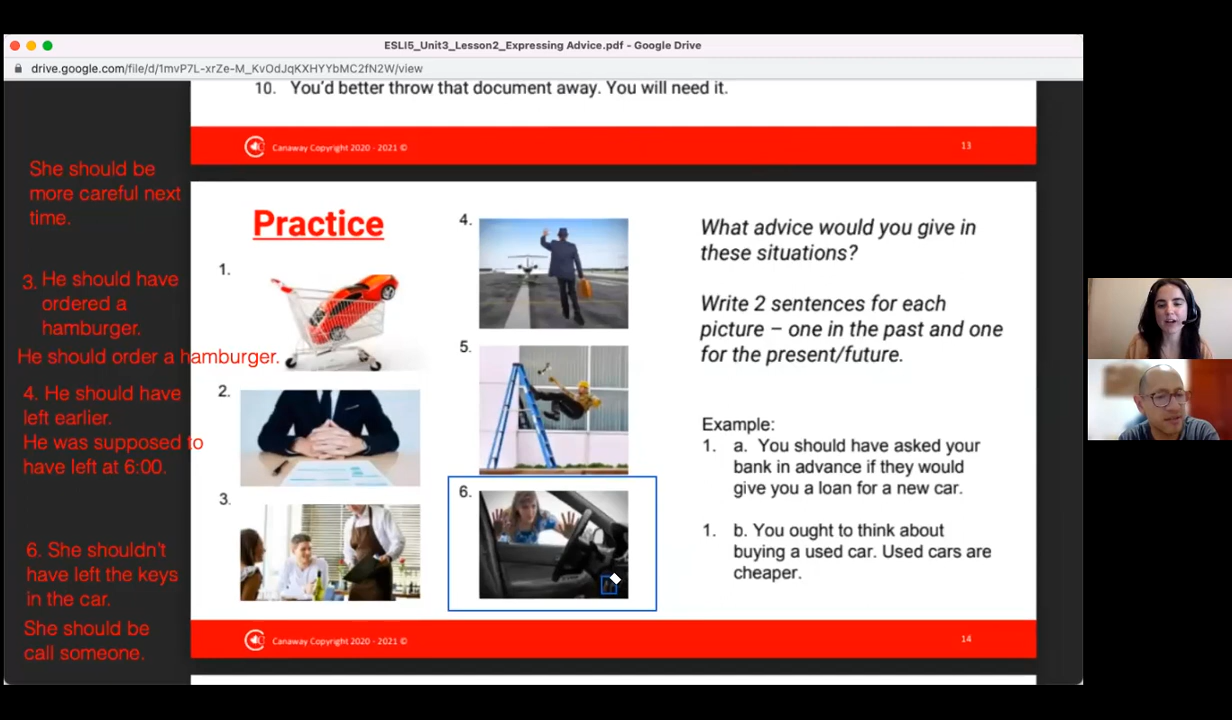 ESLI5_Unit3_Lesson2_Expressing Advice.pdf - Google Drive
drive.google.com/file/d/1mvP7L-xrZe-M_KvOdJqKXHYYbMC2fN2W/view
10. You'd better throw that document away. You will need it.
Canaway Copyright 2020 - 2021 ©
13
She should be
more careful next
time.
3. He should have
ordered a
hamburger.
He should order a hamburger.
4. He should have
left earlier.
He was supposed to
have left at 6:00.
6. She shouldn't
have left the keys
in the car.
She should be
call someone.
Practice
1.
2.
3.
4.
5.
6.
What advice would you give in
these situations?
Write 2 sentences for each
picture – one in the past and one
for the present/future.
Example:
1. a. You should have asked your
bank in advance if they would
give you a loan for a new car.
1. b. You ought to think about
buying a used car. Used cars are
cheaper.
Canaway Copyright 2020 - 2021 ©
14